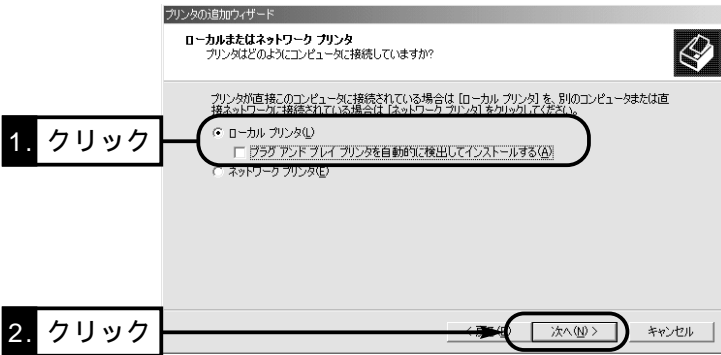 プリンタの追加ウィザード
ローカルまたはネットワーク プリンタ
プリンタはどのようにコンピュータに接続していますか?
プリンタが直接このコンピュータに接続されている場合は [ローカル プリンタ] を、別のコンピュータまたは直
接ネットワークに接続されている場合は [ネットワーク プリンタ] をクリックしてください。
1. クリック
ローカル プリンタ(L)
プラグ アンド プレイ プリンタを自動的に検出してインストールする(A)
ネットワーク プリンタ(E)
2. クリック
次へ(N) >
キャンセル